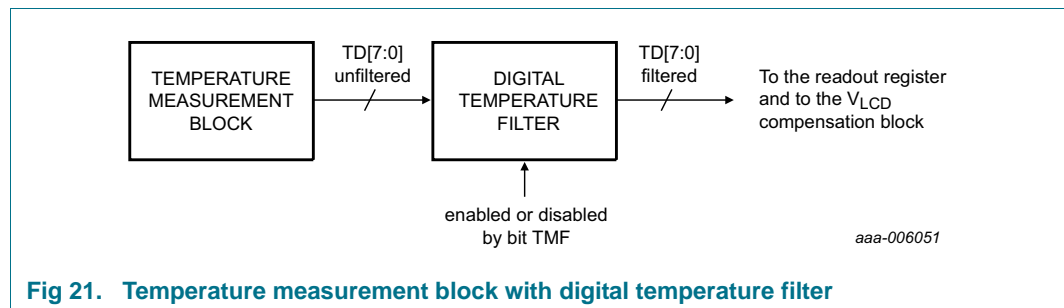 TEMPERATURE
MEASUREMENT
BLOCK
TD[7:0]
unfiltered
DIGITAL
TEMPERATURE
FILTER
TD[7:0]
filtered
To the readout register
and to the VLCD
compensation block
enabled or disabled
by bit TMF
aaa-006051
Fig 21. Temperature measurement block with digital temperature filter